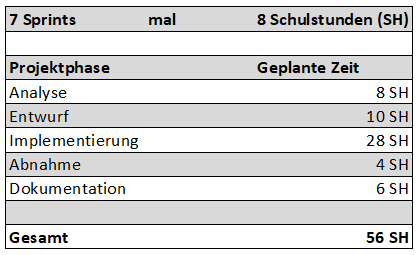 7 Sprints mal 8 Schulstunden (SH)
Projektphase Geplante Zeit
Analyse 8 SH
Entwurf 10 SH
Implementierung 28 SH
Abnahme 4 SH
Dokumentation 6 SH
Gesamt 56 SH